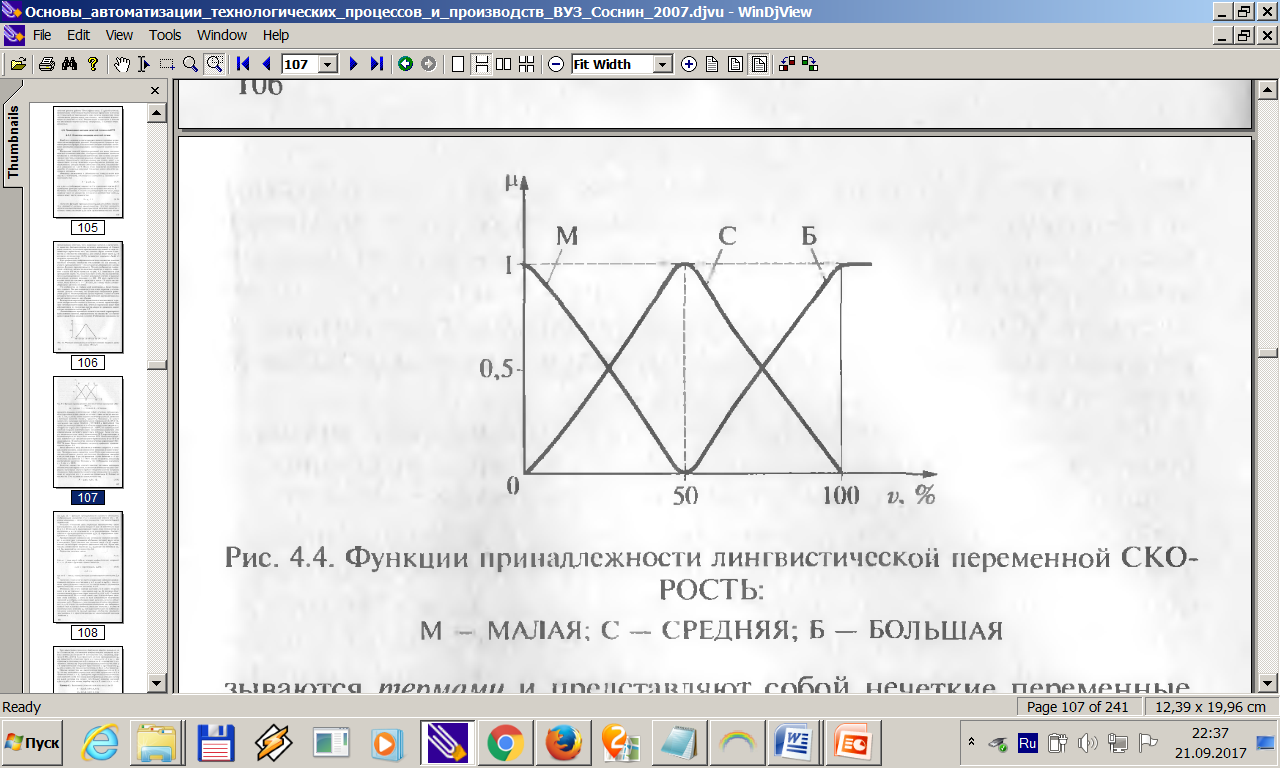 Основы_автоматизации_технологических_процессов_и_производств_ВУЗ_Соснин_2007.djvu - WinDjView
File Edit View Tools Window Help
107 Fit Width
Thumbnails
105
106
107
108
106
μ
М С Б
0,5
0 50 100 v, %
Рис. 4.4. Функции принадлежности лингвистической переменной СКО-
РОСТЬ:
М — МАЛАЯ; С — СРЕДНЯЯ; Б — БОЛЬШАЯ
зываются термами и представляют собой нечеткие переменные
Ready Page 107 of 241 12,39 x 19,96 cm
Пуск Ru 22:37
21.09.2017